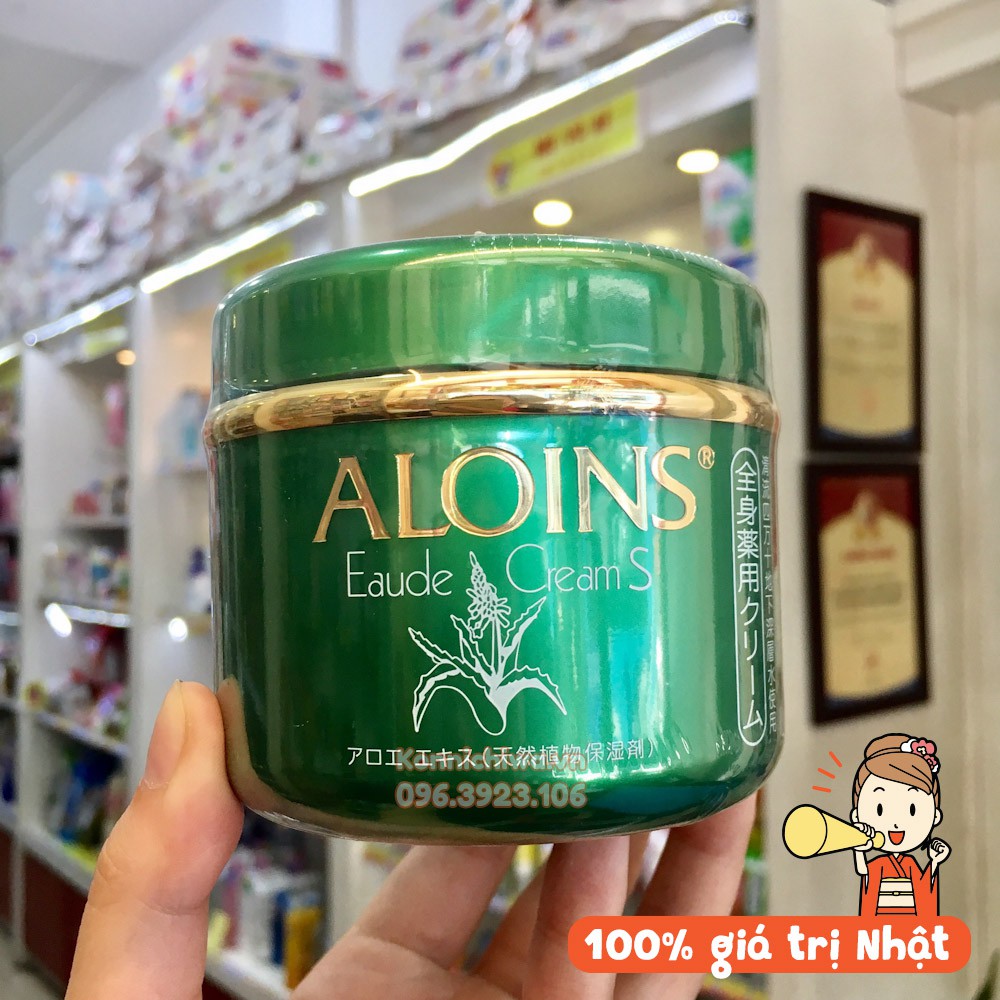 ALOINS®
Eaude Cream S
アロエ エキス(天然植物保湿剤)
096.3923.106
全身薬用クリーム
100% giá trị Nhật